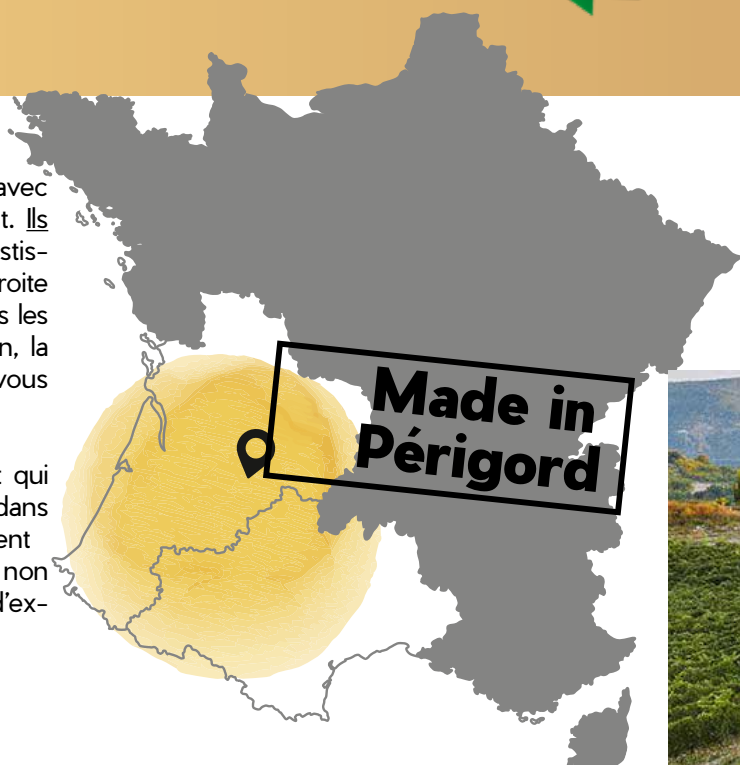 avec
t. Ils
stis-
roite
s les
n, la
vous
qui
dans
ent
non
l'ex-
Made in
Périgord